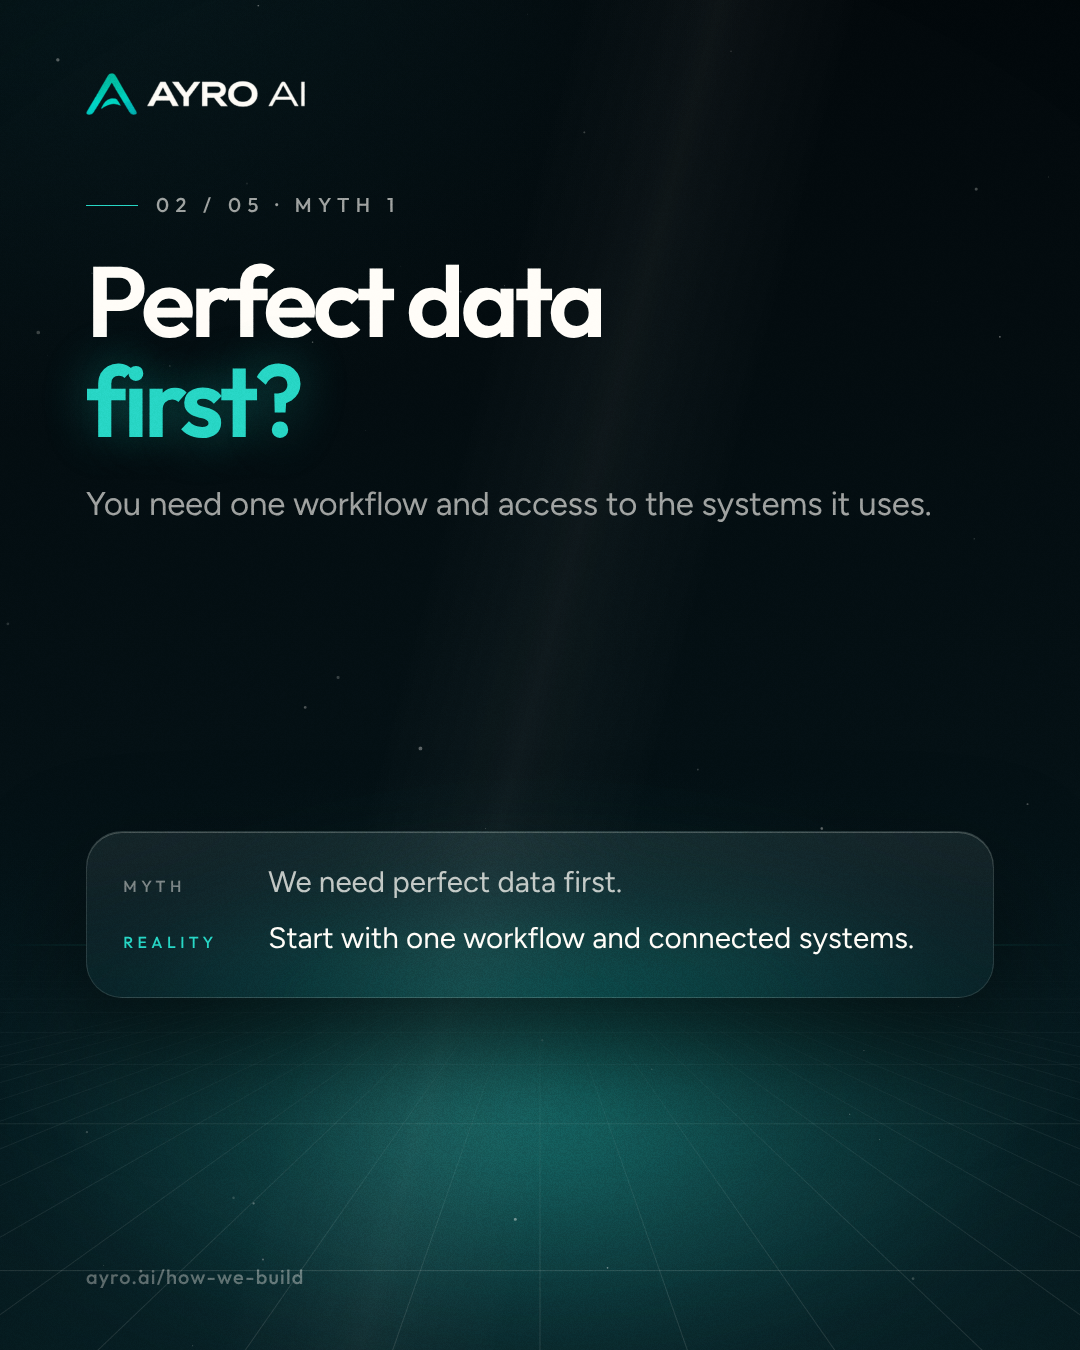 AYRO AI
02 / 05 · MYTH 1
Perfect data
first?
You need one workflow and access to the systems it uses.
MYTH We need perfect data first.
REALITY Start with one workflow and connected systems.
ayro.ai/how-we-build